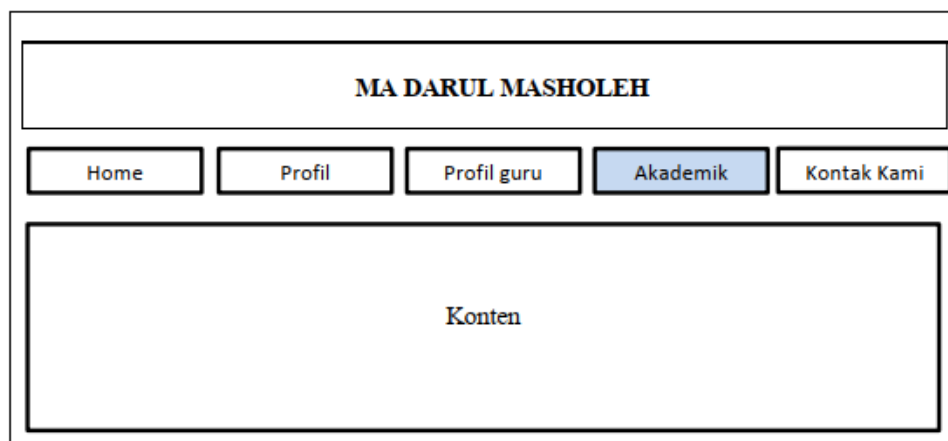 MA DARUL MASHOLEH
Home Profil Profil guru Akademik Kontak Kami
Konten